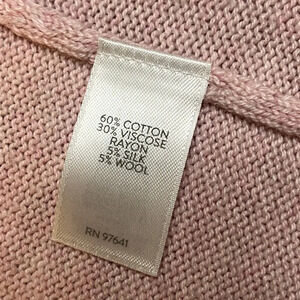 60% COTTON
30% VISCOSE
RAYON
5% SILK
5% WOOL
RN 97641